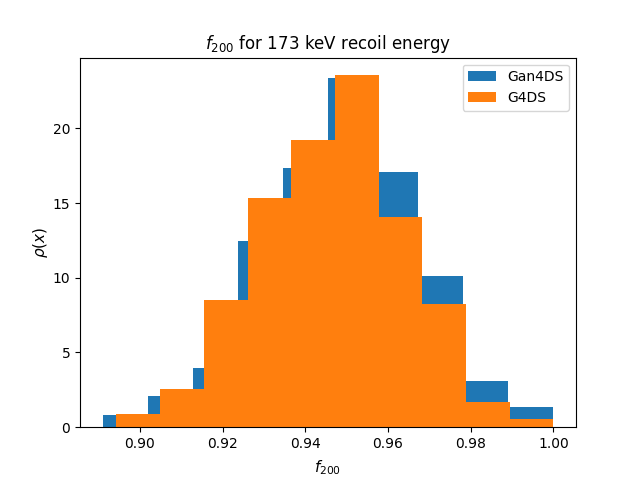 f₂₀₀ for 173 keV recoil energy
Gan4DS
G4DS
ρ(x)
20
15
10
5
0
0.90 0.92 0.94 0.96 0.98 1.00
f₂₀₀